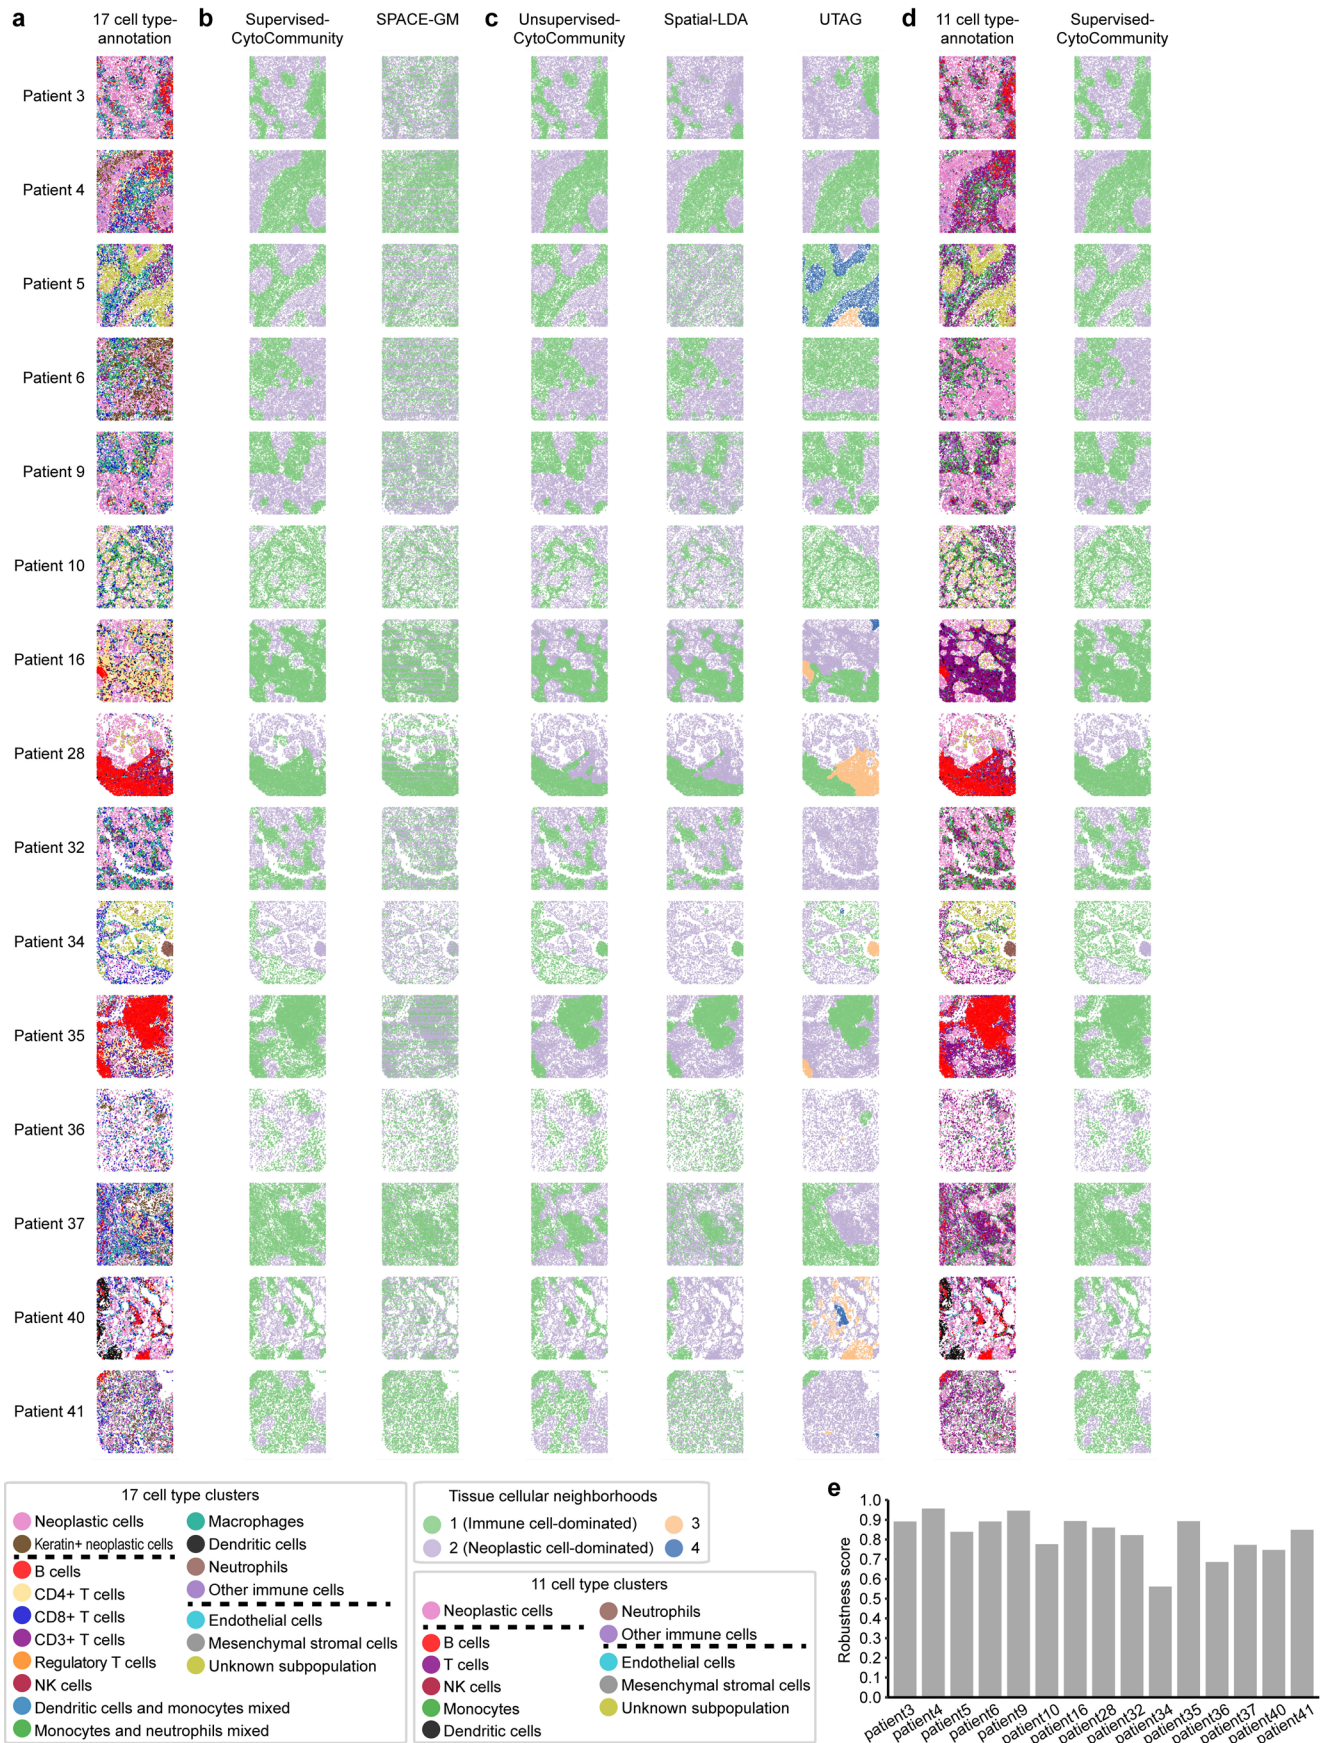 a
17 cell type-
annotation
b
Supervised-
CytoCommunity
SPACE-GM
c
Unsupervised-
CytoCommunity
Spatial-LDA
UTAG
d
11 cell type-
annotation
Supervised-
CytoCommunity
Patient 3
Patient 4
Patient 5
Patient 6
Patient 9
Patient 10
Patient 16
Patient 28
Patient 32
Patient 34
Patient 35
Patient 36
Patient 37
Patient 40
Patient 41
17 cell type clusters
Neoplastic cells
Keratin+ neoplastic cells
B cells
CD4+ T cells
CD8+ T cells
CD3+ T cells
Regulatory T cells
NK cells
Dendritic cells and monocytes mixed
Monocytes and neutrophils mixed
Macrophages
Dendritic cells
Neutrophils
Other immune cells
Endothelial cells
Mesenchymal stromal cells
Unknown subpopulation
Tissue cellular neighborhoods
1 (Immune cell-dominated)
2 (Neoplastic cell-dominated)
3
4
11 cell type clusters
Neoplastic cells
B cells
T cells
NK cells
Monocytes
Dendritic cells
Neutrophils
Other immune cells
Endothelial cells
Mesenchymal stromal cells
Unknown subpopulation
e
Robustness score
1.0
0.9
0.8
0.7
0.6
0.5
0.4
0.3
0.2
0.1
0.0
patient3
patient4
patient5
patient6
patient9
patient10
patient16
patient28
patient32
patient34
patient35
patient36
patient37
patient40
patient41